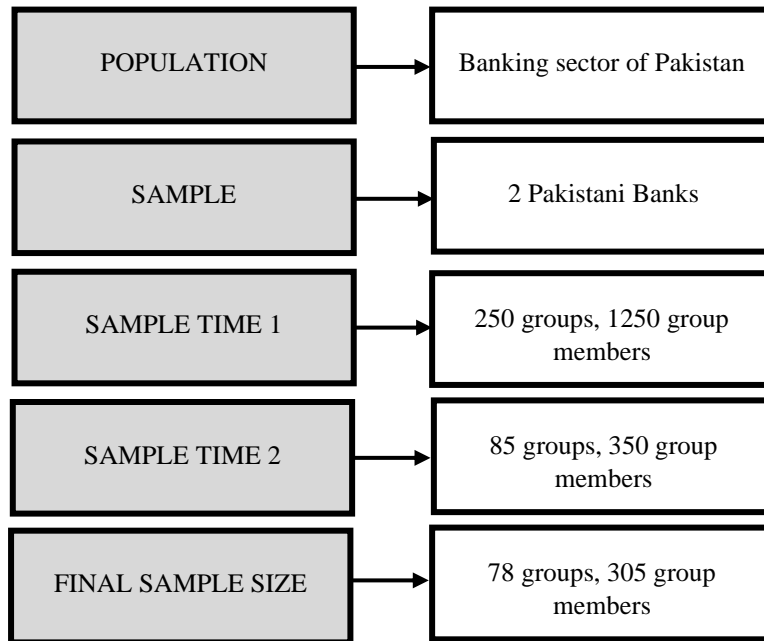 POPULATION
Banking sector of Pakistan
SAMPLE
2 Pakistani Banks
SAMPLE TIME 1
250 groups, 1250 group
members
SAMPLE TIME 2
85 groups, 350 group
members
FINAL SAMPLE SIZE
78 groups, 305 group
members